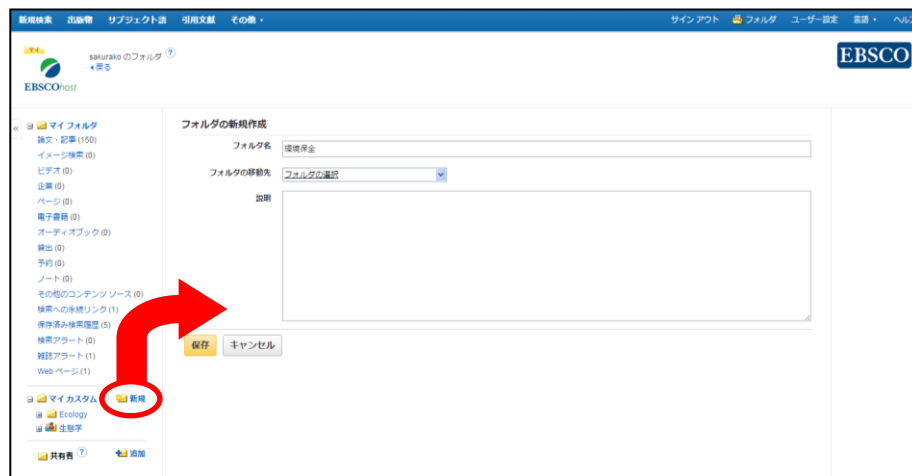 新規検索 出版物 サブジェクト語 引用文献 その他 サインアウト フォルダ ユーザー設定 言語
マイ
sakurako のフォルダ
戻る
EBSCOhost
EBSCO
«
マイ フォルダ
論文・記事 (150)
イメージ検索 (0)
ビデオ (0)
企業 (0)
ページ (0)
電子書籍 (0)
オーディオブック (0)
貸出 (0)
予約 (0)
ノート (0)
その他のコンテンツ ソース (0)
検索への永続リンク (1)
保存済み検索履歴 (5)
検索アラート (0)
雑誌アラート (1)
Web ページ (1)
マイ カスタム 新規
Ecology
生態学
共有者 ? 追加
フォルダの新規作成
フォルダ名 環境保全
フォルダの移動先 フォルダの選択
説明
保存 キャンセル